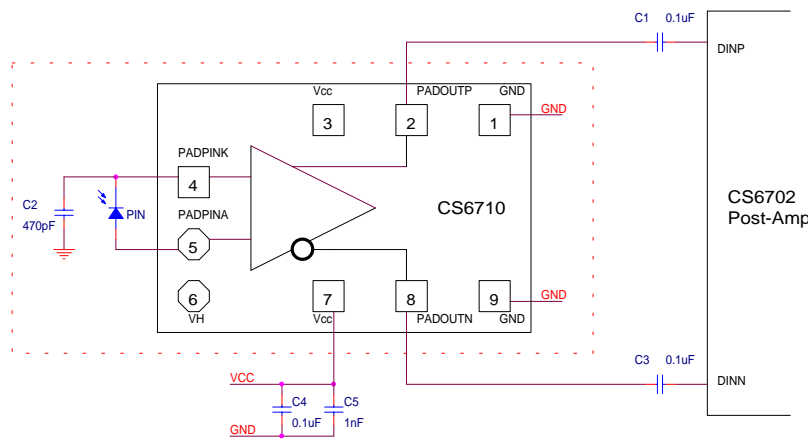 C1 0.1uF
DINP
Vcc
PADOUTP
GND
3
2
1
GND
PADPINK
4
C2
470pF
PIN
PADPINA
5
CS6710
CS6702
Post-Amp
6
VH
7
Vcc
8
PADOUTN
9
GND
GND
C3 0.1uF
DINN
VCC
C4
0.1uF
C5
1nF
GND